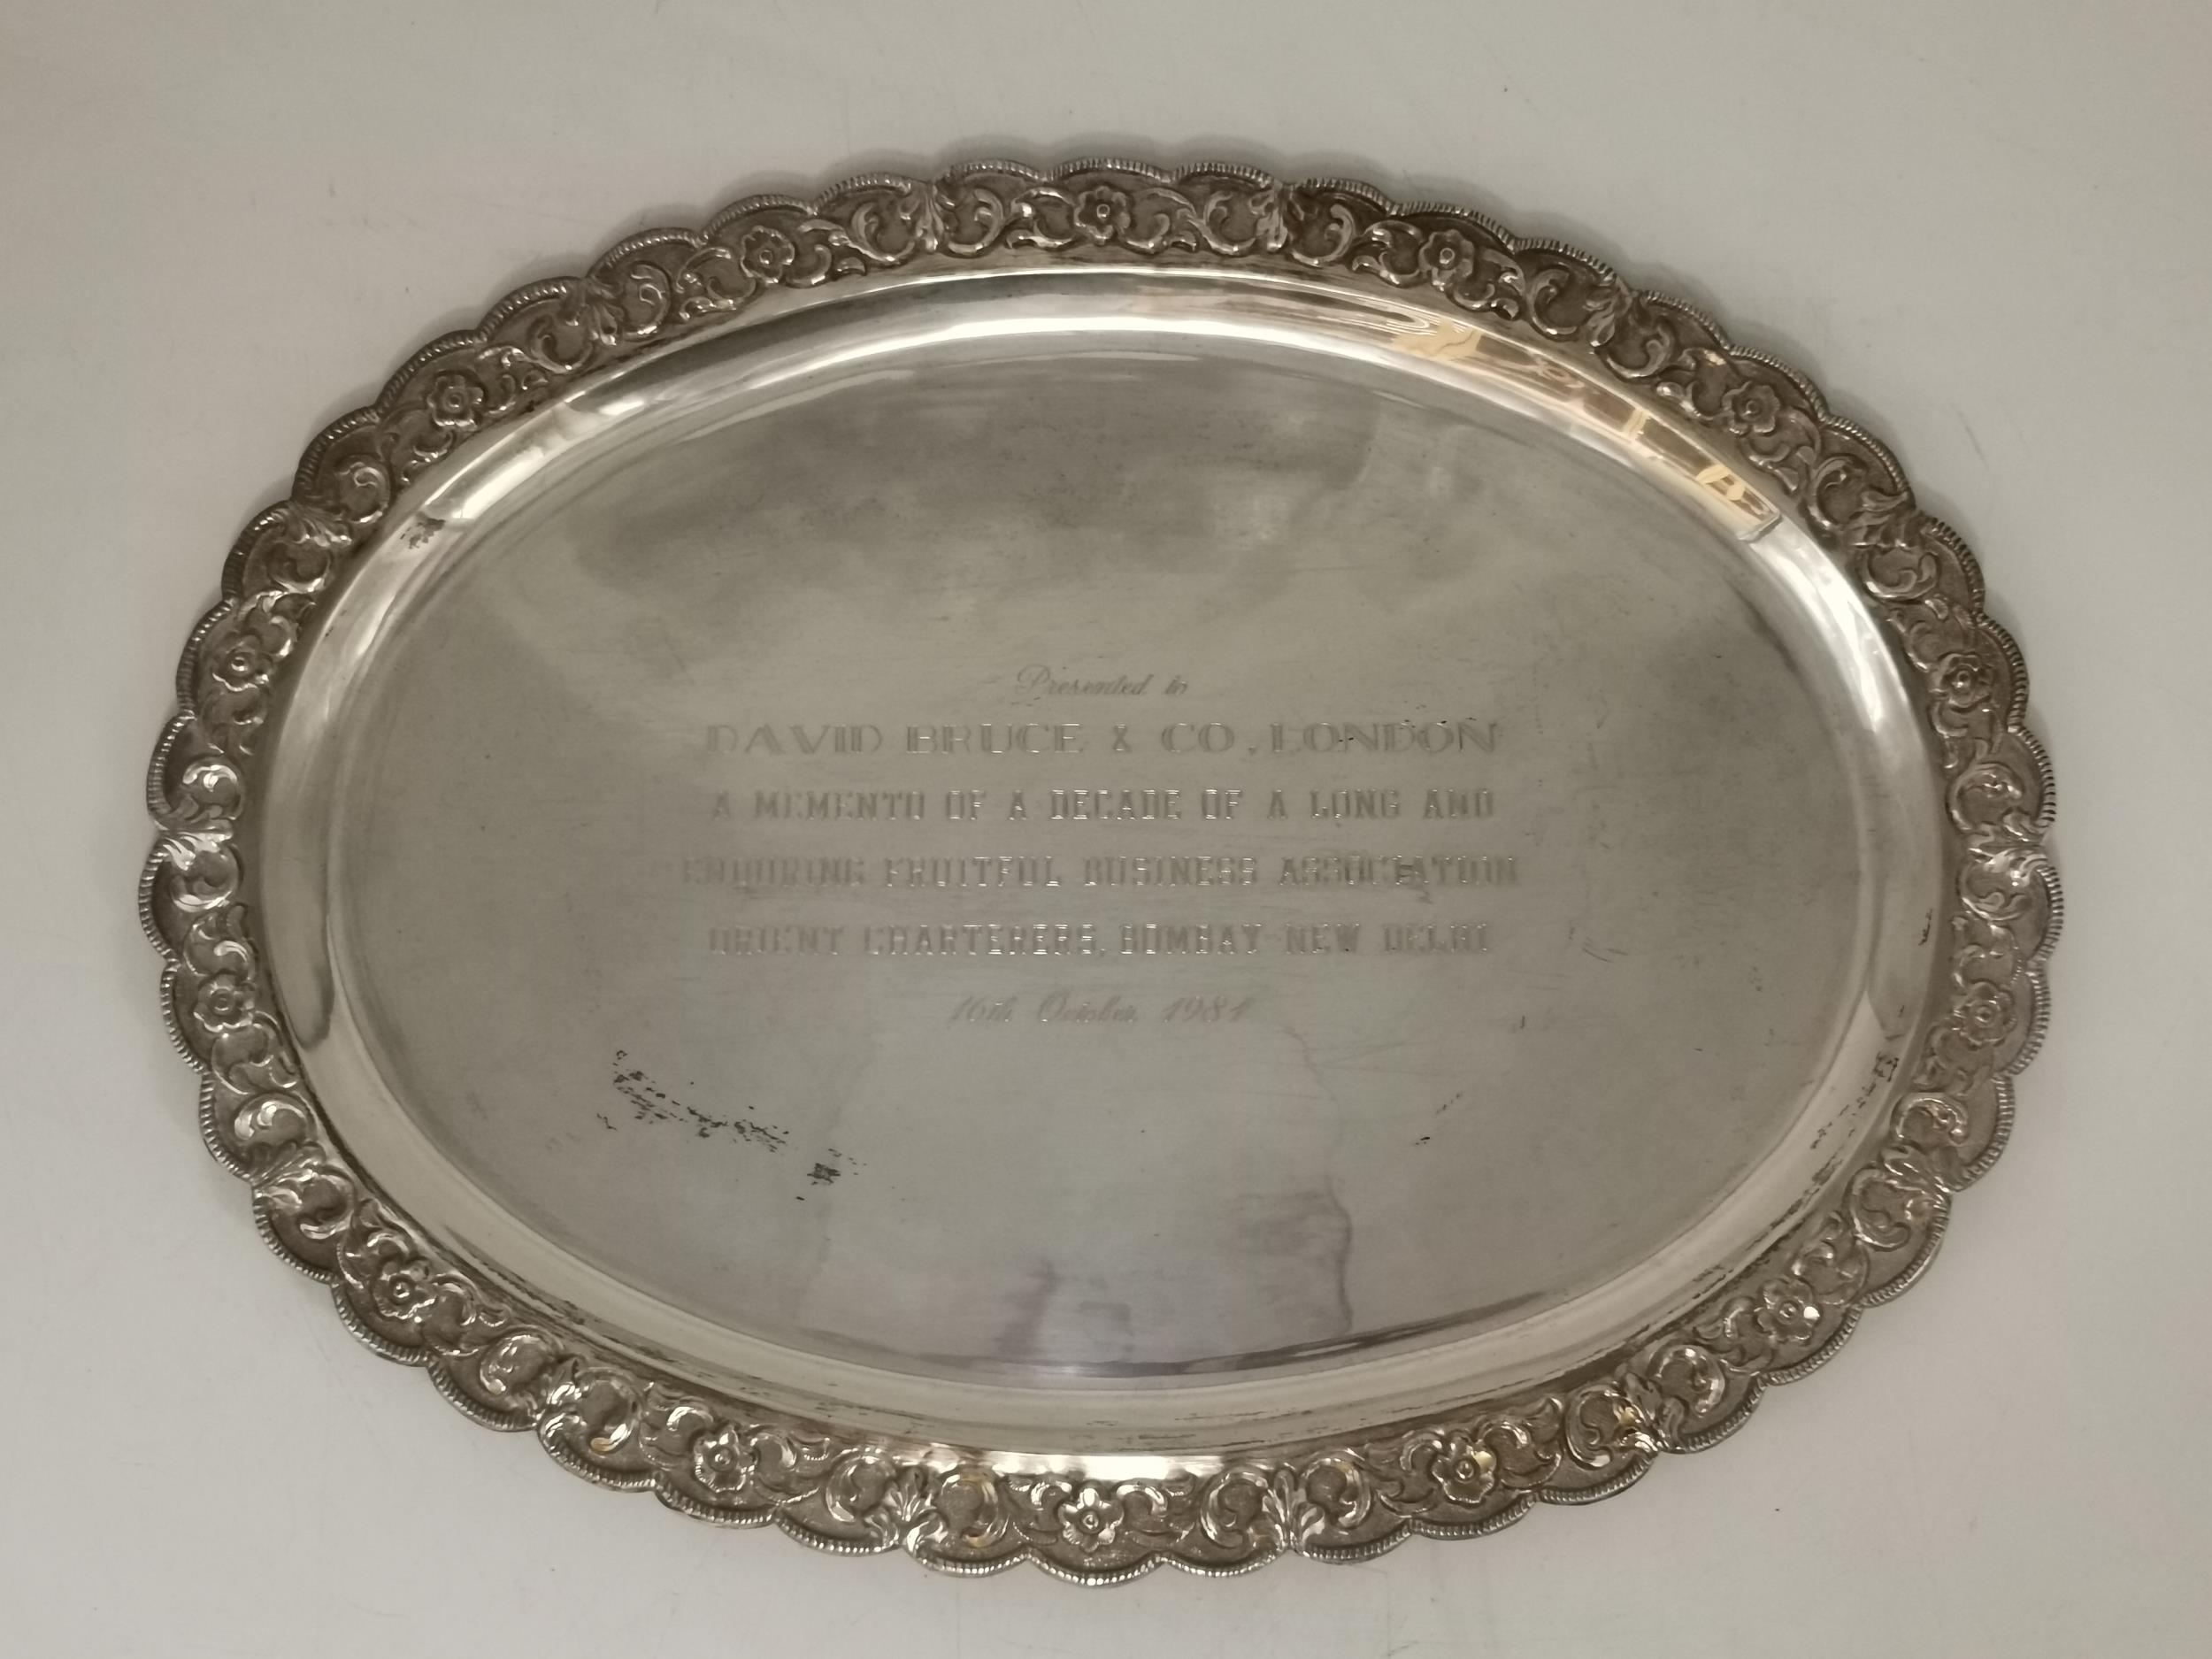 Presented to
DAVID BRUCE & CO., LONDON
A MEMENTO OF A DECADE OF A LONG AND
ENDURING FRUITFUL BUSINESS ASSOCIATION
ORIENT CHARTERERS, BOMBAY-NEW DELHI
16th October, 1981